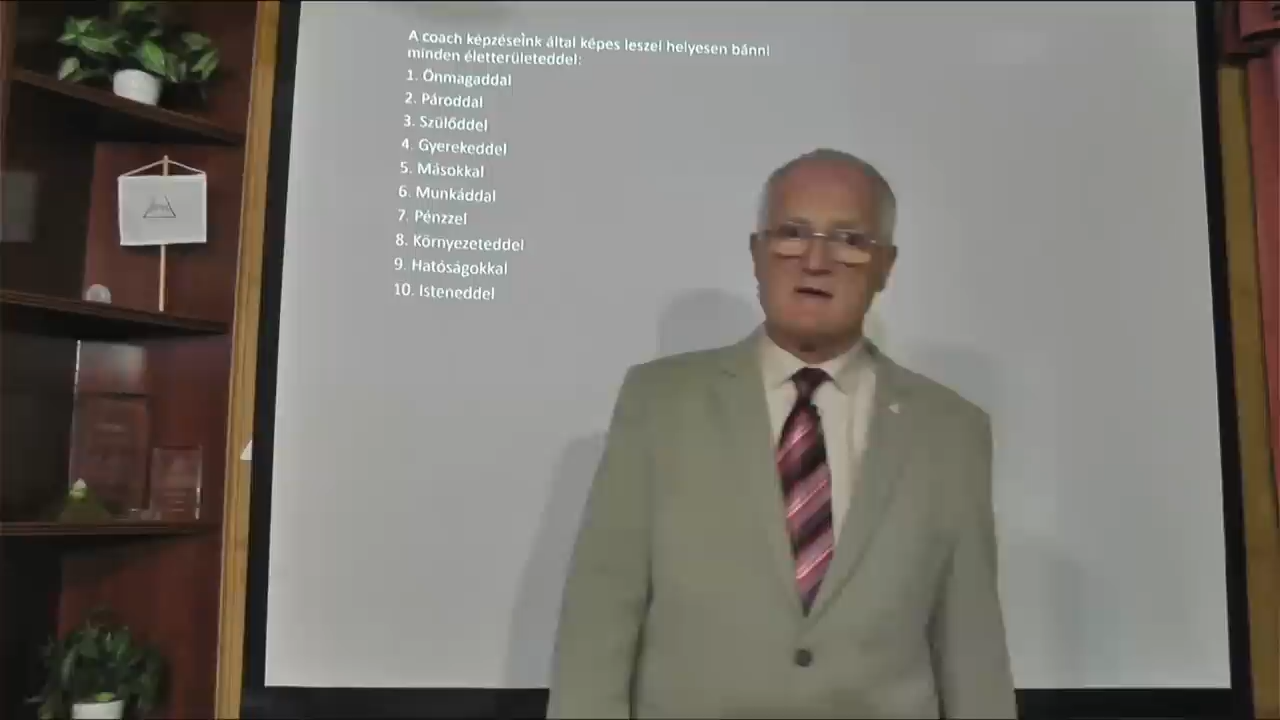 A coach képzéseink által képes leszel helyesen bánni
minden életterületeddel:
1. Önmagaddal
2. Pároddal
3. Szülőddel
4. Gyerekeddel
5. Másokkal
6. Munkáddal
7. Pénzzel
8. Környezeteddel
9. Hatóságokkal
10. Isteneddel